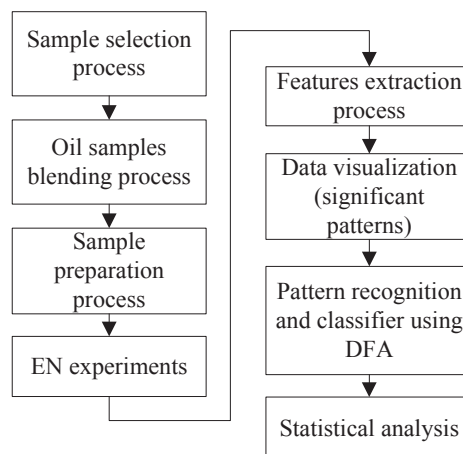 Sample selection
process
Oil samples
blending process
Sample
preparation
process
EN experiments
Features extraction
process
Data visualization
(significant
patterns)
Pattern recognition
and classifier using
DFA
Statistical analysis